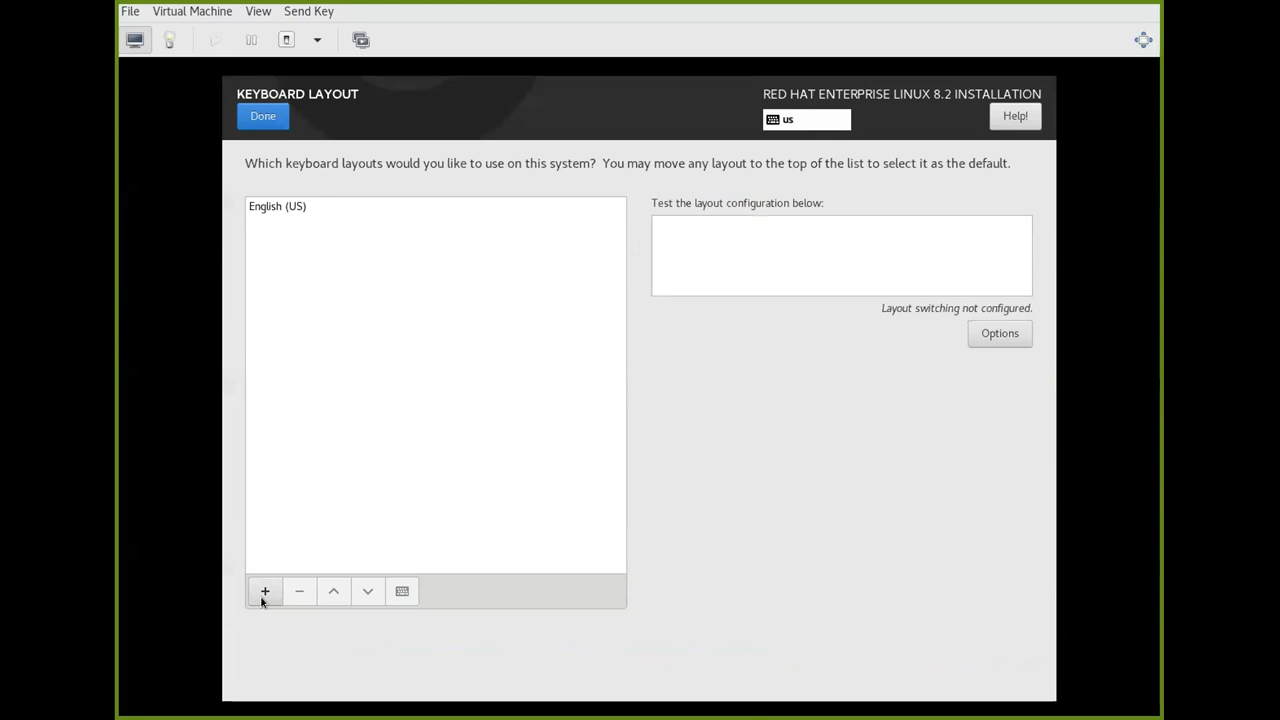 File Virtual Machine View Send Key
KEYBOARD LAYOUT
RED HAT ENTERPRISE LINUX 8.2 INSTALLATION
Done
us
Help!
Which keyboard layouts would you like to use on this system? You may move any layout to the top of the list to select it as the default.
English (US)
Test the layout configuration below:
Layout switching not configured.
Options